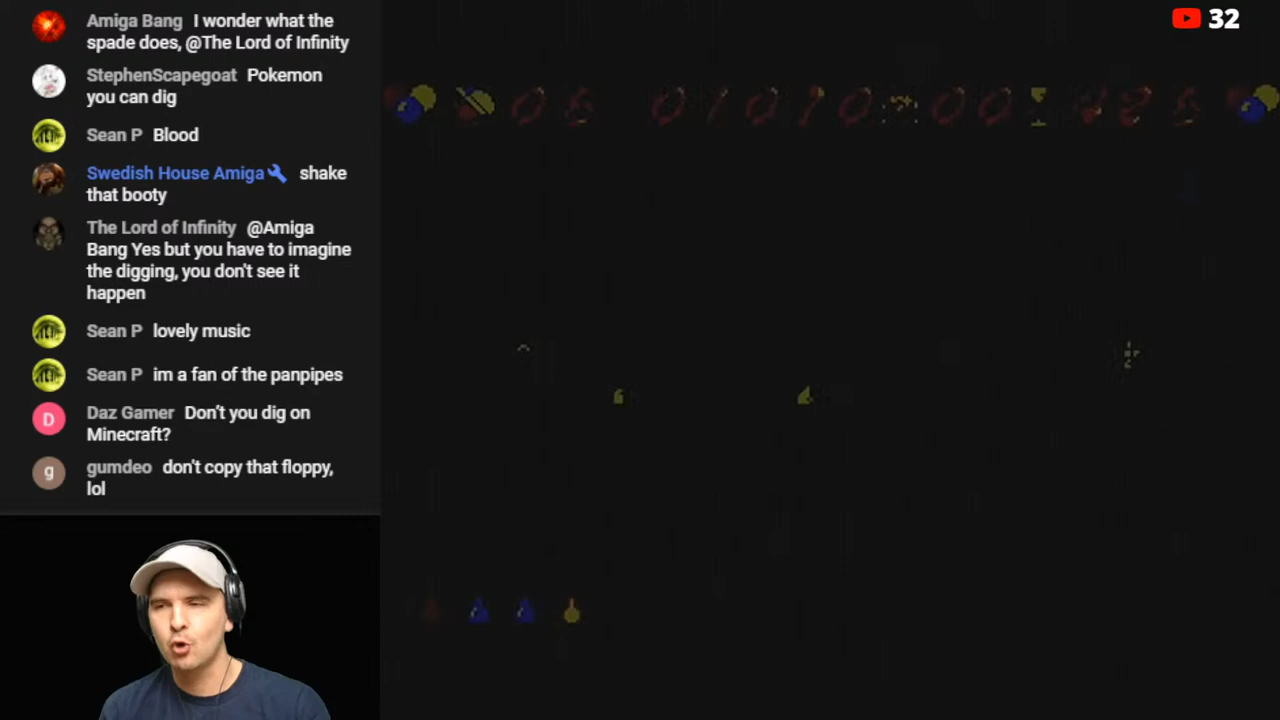 Amiga Bang I wonder what the
spade does, @The Lord of Infinity
StephenScapegoat Pokemon
you can dig
Sean P Blood
Swedish House Amiga shake
that booty
The Lord of Infinity @Amiga
Bang Yes but you have to imagine
the digging, you don't see it
happen
Sean P lovely music
Sean P im a fan of the panpipes
Daz Gamer Don't you dig on
Minecraft?
D
gumdeo don't copy that floppy,
g
lol
32
06 01010 00